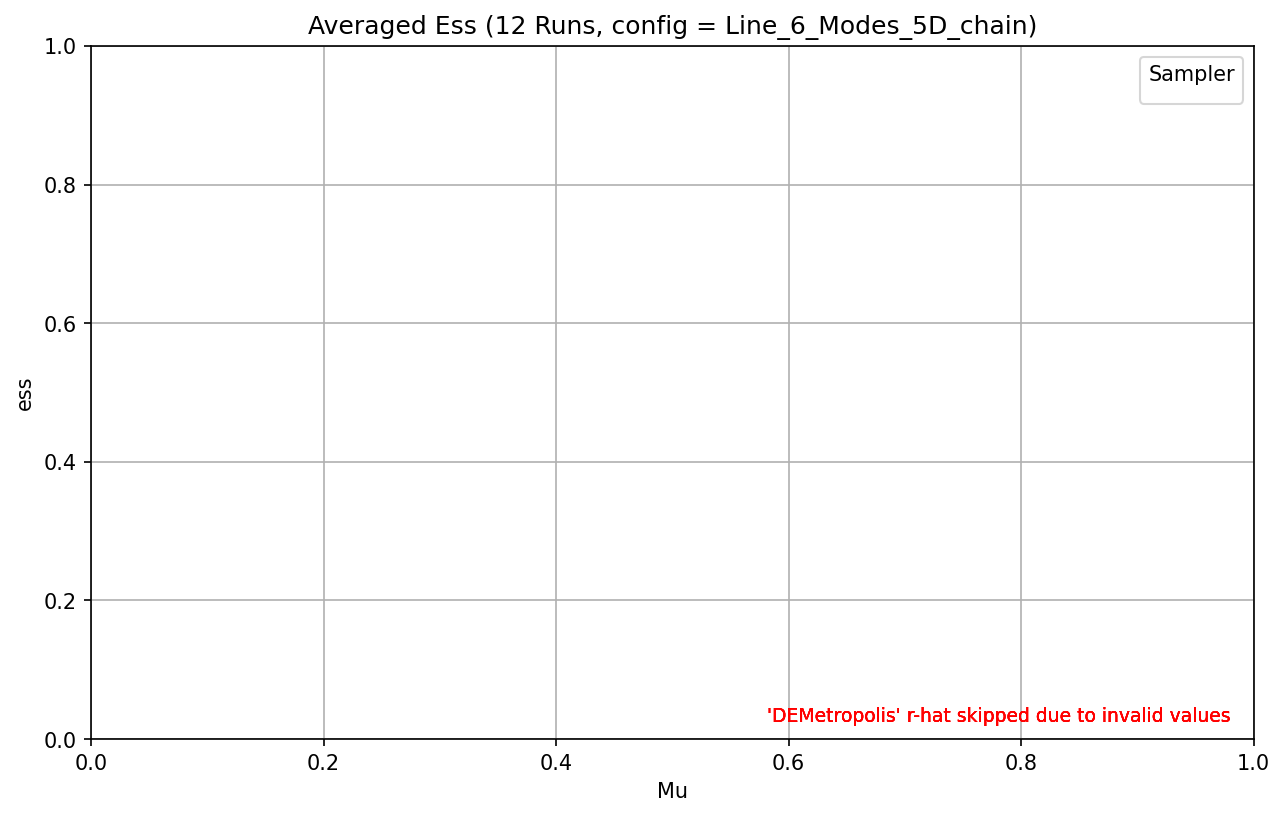 Averaged Ess (12 Runs, config = Line_6_Modes_5D_chain)
Sampler
1.0
0.8
0.6
0.4
0.2
0.0
ess
'DEMetropolis' r-hat skipped due to invalid values
0.0 0.2 0.4 0.6 0.8 1.0
Mu